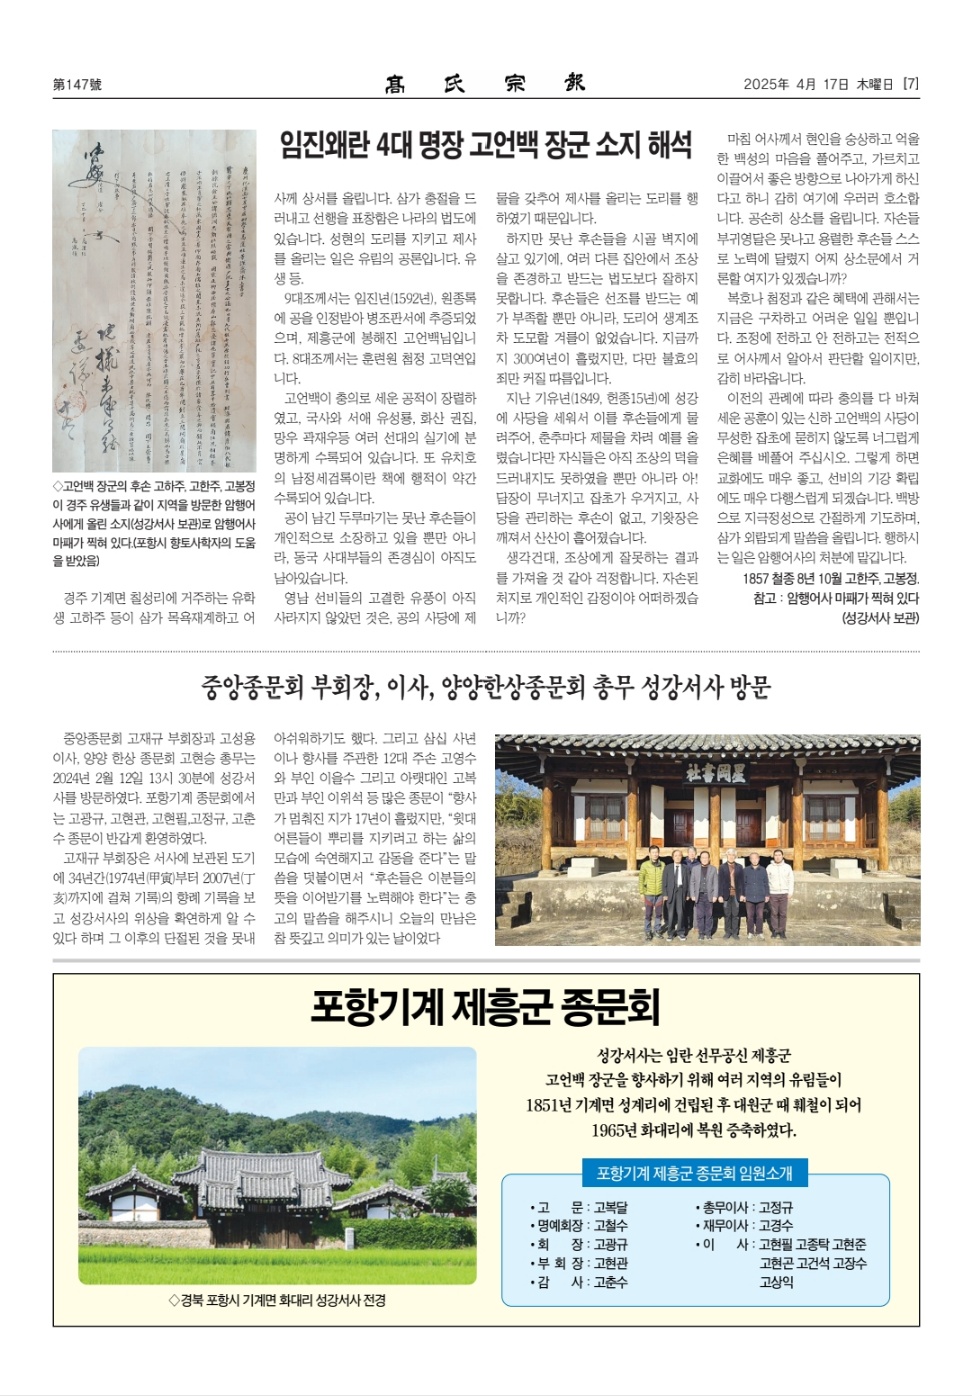 第147號
髙氏宗報
2025年 4月 17日 木曜日 [7]
임진왜란 4대 명장 고언백 장군 소지 해석
◇고언백 장군의 후손 고하주, 고한주, 고봉정
이 경주 유생들과 같이 지역을 방문한 암행어
사에게 올린 소지(성강서사 보관)로 암행어사
마패가 찍혀 있다.(포항시 향토사학자의 도움
을 받았음)
경주 기계면 침성리에 거주하는 유학
생 고하주 등이 삼가 목욕재계하고 어
사께 상서를 올립니다. 삼가 충절을 드
러내고 선행을 표창함은 나라의 법도에
있습니다. 성현의 도리를 지키고 제사
를 올리는 일은 유림의 공론입니다. 유
생 등.
9대조께서는 임진년(1592년), 원종록
에 공을 인정받아 병조판서에 추증되었
으며, 제흥군에 봉해진 고언백님입니
다. 8대조께서는 훈련원 첨정 고덕연입
니다.
고언백이 충의로 세운 공적이 장렬하
였고, 국사와 서애 유성룡, 화산 권집,
망우 곽재우등 여러 선대의 실기에 분
명하게 수록되어 있습니다. 또 유치호
의 남정세검록이란 책에 행적이 약간
수록되어 있습니다.
공이 남긴 두루마기는 못난 후손들이
개인적으로 소장하고 있을 뿐만 아니
라, 동국 사대부들의 존경심이 아직도
남아있습니다.
영남 선비들의 고결한 유풍이 아직
사라지지 않았던 것은, 공의 사당에 제
물을 갖추어 제사를 올리는 도리를 행
하였기 때문입니다.
하지만 못난 후손들을 시골 벽지에
살고 있기에, 여러 다른 집안에서 조상
을 존경하고 받드는 법도보다 잘하지
못합니다. 후손들은 선조를 받드는 예
가 부족할 뿐만 아니라, 도리어 생계조
차 도모할 겨를이 없었습니다. 지금까
지 300여년이 흘렀지만, 다만 불효의
죄만 커질 따름입니다.
지난 기유년(1849, 헌종15년)에 성강
에 사당을 세워서 이를 후손들에게 물
려주어, 춘추마다 제물을 차려 예를 올
렸습니다만 자식들은 아직 조상의 덕을
드러내지도 못하였을 뿐만 아니라 아!
담장이 무너지고 잡초가 우거지고, 사
당을 관리하는 후손이 없고, 기왓장은
깨져서 산산이 흩어졌습니다.
생각건대, 조상에게 잘못하는 결과
를 가져올 것 같아 걱정합니다. 자손된
처지로 개인적인 감정이야 어떠하겠습
니까?
마침 어사께서 현인을 숭상하고 억울
한 백성의 마음을 풀어주고, 가르치고
이끌어서 좋은 방향으로 나아가게 하신
다고 하니 감히 여기에 우러러 호소합
니다. 공손히 상소를 올립니다. 자손들
부귀영달은 못나고 용렬한 후손들 스스
로 노력에 달렸지 어찌 상소문에서 거
론할 여지가 있겠습니까?
복호나 첨정과 같은 혜택에 관해서는
지금은 구차하고 어려운 일일 뿐입니
다. 조정에 전하고 안 전하고는 전적으
로 어사께서 알아서 판단할 일이지만,
감히 바라옵니다.
이전의 관례에 따라 충의를 다 바쳐
세운 공훈이 있는 신하 고언백의 사당이
무성한 잡초에 묻히지 않도록 너그럽게
은혜를 베풀어 주십시오. 그렇게 하면
교화에도 매우 좋고, 선비의 기강 확립
에도 매우 다행스럽게 되겠습니다. 백방
으로 지극정성으로 간절하게 기도하며,
삼가 외람되게 말씀을 올립니다. 행하시
는 일은 암행어사의 처분에 맡깁니다.
1857 철종 8년 10월 고한주, 고봉정.
참고 : 암행어사 마패가 찍혀 있다
(성강서사 보관)
중앙종문회 부회장, 이사, 양양한상종문회 총무 성강서사 방문
중앙종문회 고재규 부회장과 고성용
이사, 양양 한상 종문회 고현승 총무는
2024년 2월 12일 13시 30분에 성강서
사를 방문하였다. 포항기계 종문회에서
는 고광규, 고현관, 고현필,고정규, 고춘
수 종문이 반갑게 환영하였다.
고재규 부회장은 서사에 보관된 도기
에 34년간(1974년(甲寅)부터 2007년(丁
亥)까지에 걸쳐 기록)의 향례 기록을 보
고 성강서사의 위상을 확연하게 알 수
있다 하며 그 이후의 단절된 것을 못내
아쉬워하기도 했다. 그리고 삼십 사년
이나 향사를 주관한 12대 주손 고영수
와 부인 이을수 그리고 아랫대인 고복
만과 부인 이위석 등 많은 종문이 “향사
가 멈춰진 지가 17년이 흘렀지만, “윗대
어른들이 뿌리를 지키려고 하는 삶의
모습에 숙연해지고 감동을 준다”는 말
씀을 덧붙이면서 “후손들은 이분들의
뜻을 이어받기를 노력해야 한다”는 충
고의 말씀을 해주시니 오늘의 만남은
참 뜻깊고 의미가 있는 날이었다
社書岡星
포항기계 제흥군 종문회
성강서사는 임란 선무공신 제흥군
고언백 장군을 향사하기 위해 여러 지역의 유림들이
1851년 기계면 성계리에 건립된 후 대원군 때 훼철이 되어
1965년 화대리에 복원 증축하였다.
◇경북 포항시 기계면 화대리 성강서사 전경
포항기계 제흥군 종문회 임원소개
• 고 문 : 고복달
• 명예회장 : 고철수
• 회 장 : 고광규
• 부 회 장 : 고현관
• 감 사 : 고춘수
• 총무이사 : 고정규
• 재무이사 : 고경수
• 이 사 : 고현필 고종탁 고현준
고현곤 고건석 고장수
고상익